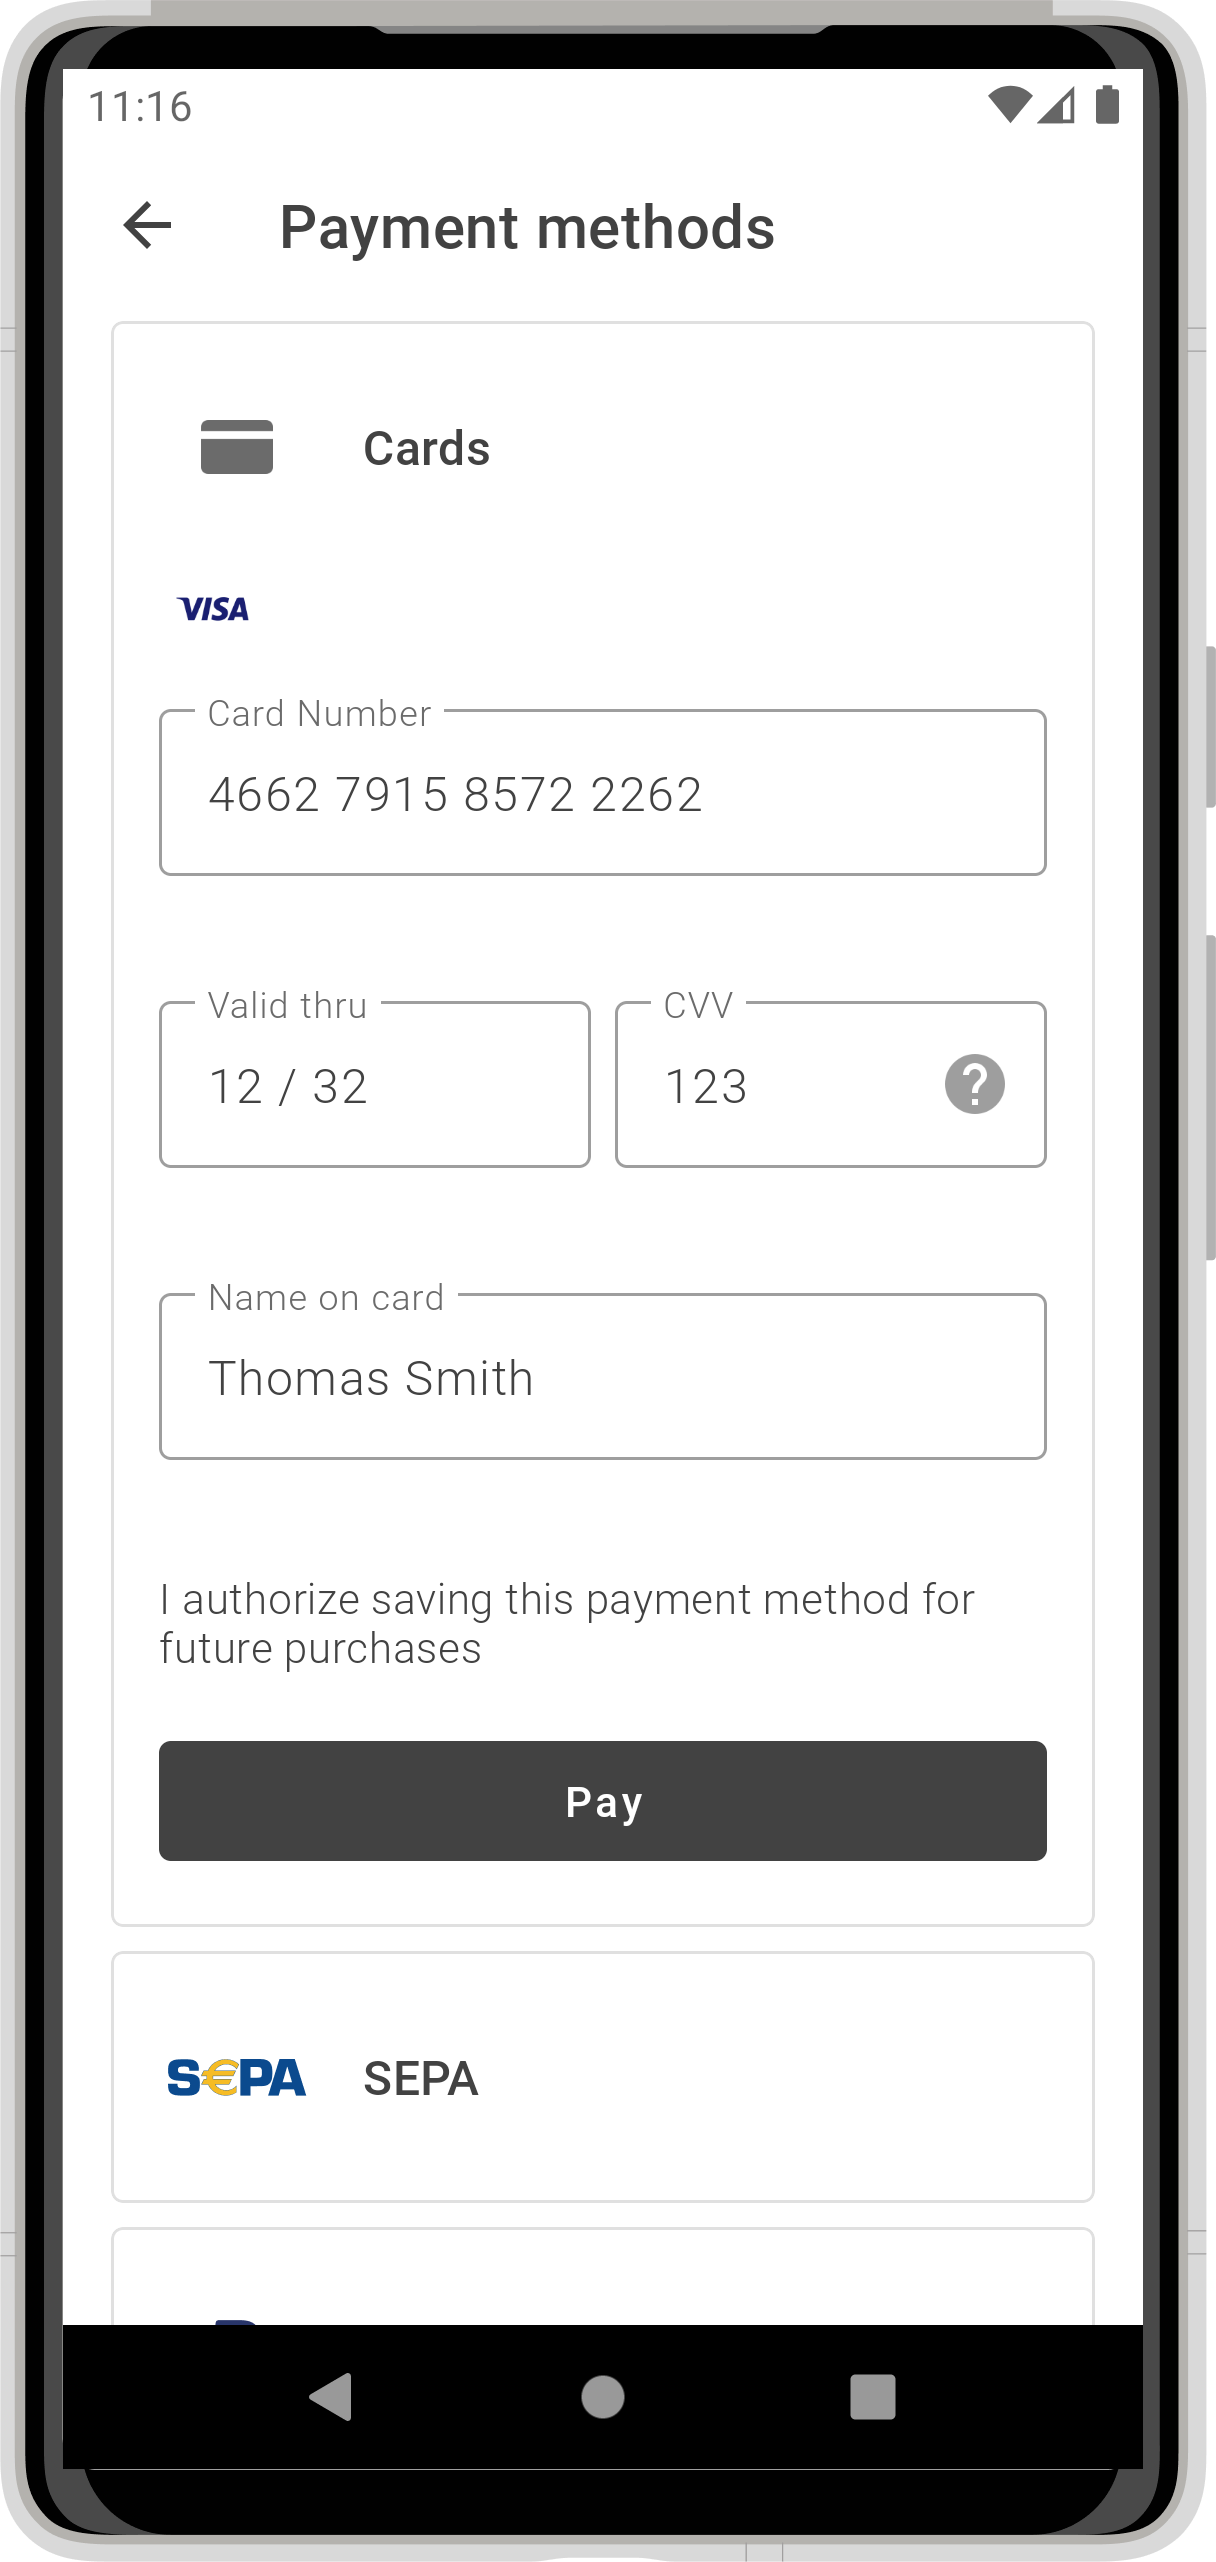 11:16
Payment methods
Cards
VISA
Card Number
4662 7915 8572 2262
Valid thru
CVV
12 / 32
123
?
Name on card
Thomas Smith
I authorize saving this payment method for
future purchases
Pay
S€PA
SEPA